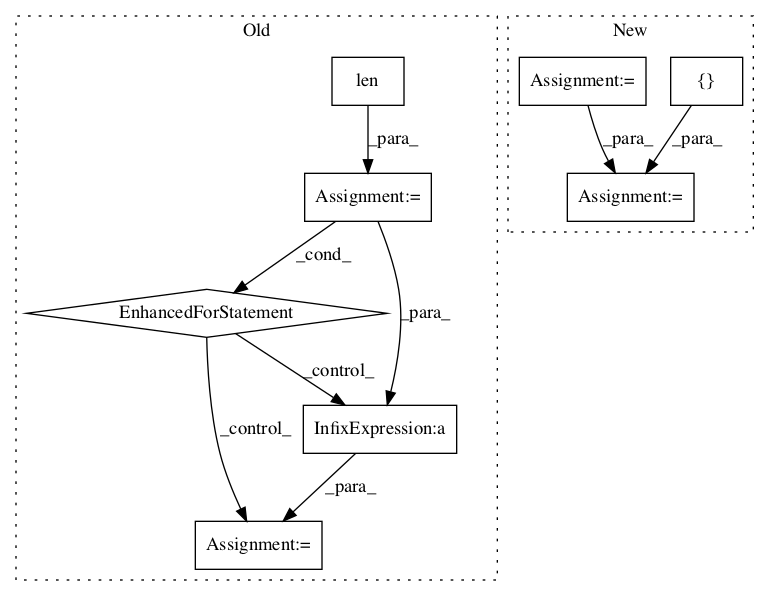 Old
New
len
Assignment:=
{}
_para_
_para_
_para_
Assignment:=
Assignment:=
_cond_
EnhancedForStatement
_para_
_control_
_control_
InfixExpression:a
_para_
Assignment:=